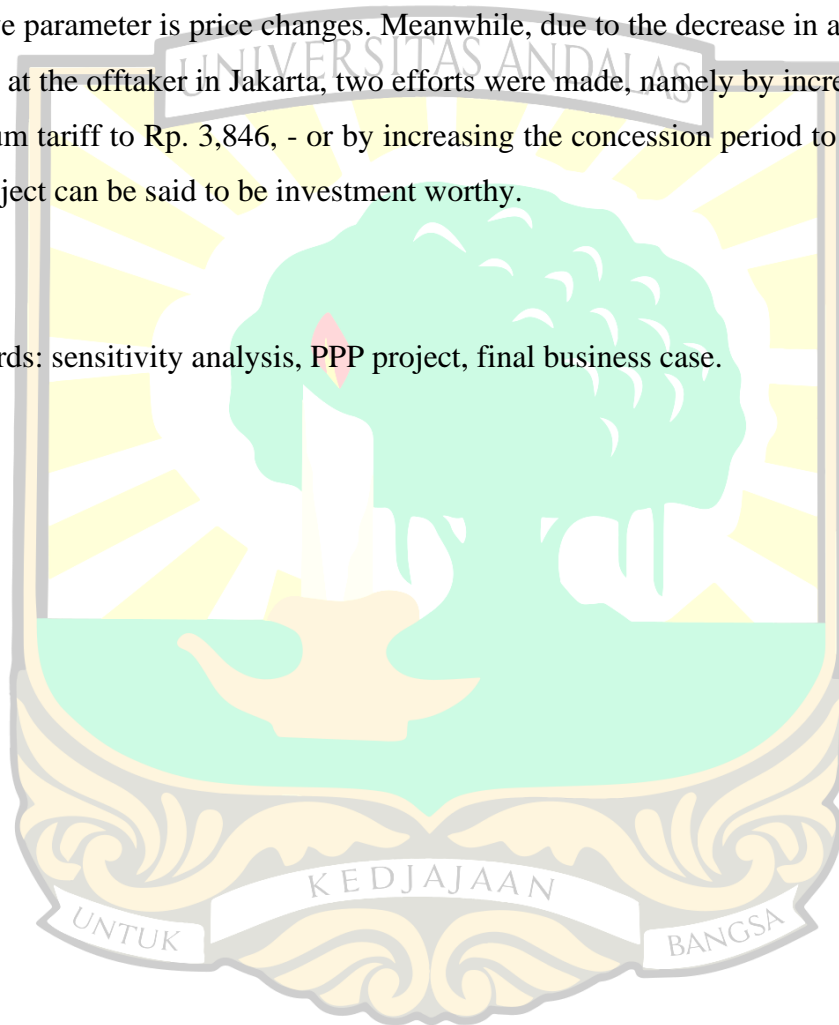 ve parameter is price changes. Meanwhile, due to the decrease in a
at the offtaker in Jakarta, two efforts were made, namely by incre
um tariff to Rp. 3,846, - or by increasing the concession period to
ject can be said to be investment worthy.
rds: sensitivity analysis, PPP project, final business case.
UNIVERSITAS ANDALAS
UNTUK KEDJAJAAN BANGSA